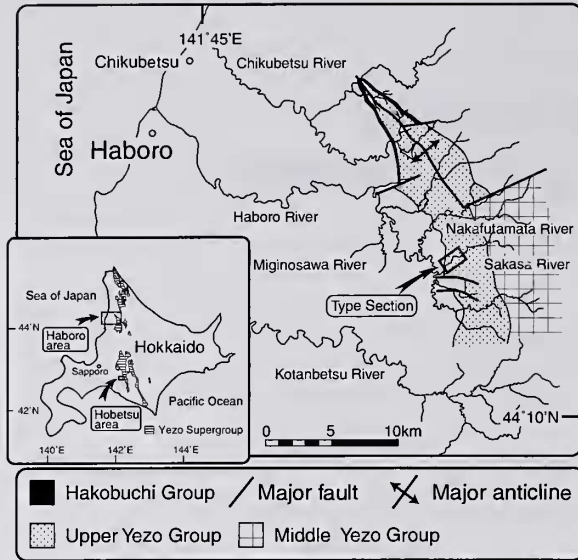 141°45'
Chikubetsu
Chikubetsu River
Sea of Japan
Haboro
Haboro River
Nakafutamata River
Miginosawa River
Sakasa River
Type Section
Kotanbetsu River
44°10'N
0 5 10km
Sea of Japan
44°N
Haboro
area
Hokkaido
Sapporo
Pacific Ocean
42°N
Hobetsu
area
Yezo Supergroup
140°E 142°E 144°E
Hakobuchi Group Major fault Major anticline
Upper Yezo Group Middle Yezo Group